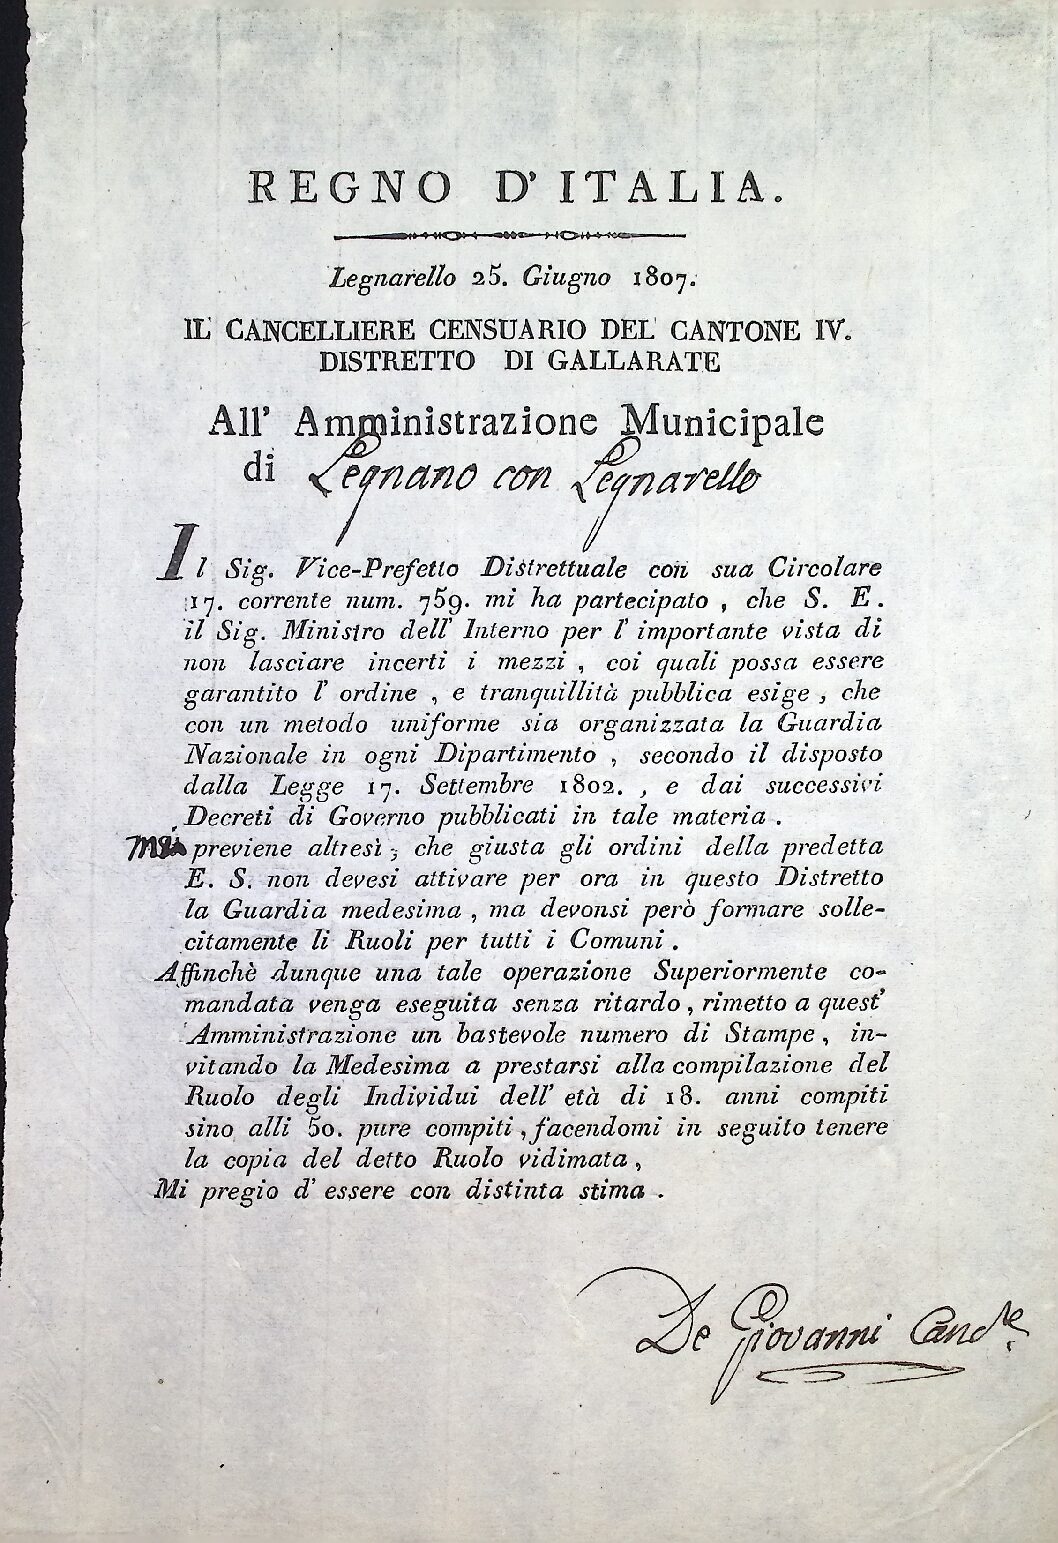 REGNO D' ITALIA.
Legnarello 25. Giugno 1807.
IL CANCELLIERE CENSUARIO DEL CANTONE IV.
DISTRETTO DI GALLARATE
All' Amministrazione Municipale
di Legnano con Legnarello
Il Sig. Vice-Prefetto Distrettuale con sua Circolare
17. corrente num. 759. mi ha partecipato , che S. E.
il Sig. Ministro dell' Interno per l' importante vista di
non lasciare incerti i mezzi , coi quali possa essere
garantito l' ordine , e tranquillità pubblica esige , che
con un metodo uniforme sia organizzata la Guardia
Nazionale in ogni Dipartimento , secondo il disposto
dalla Legge 17. Settembre 1802. , e dai successivi
Decreti di Governo pubblicati in tale materia .
Mi previene altresì , che giusta gli ordini della predetta
E. S. non devesi attivare per ora in questo Distretto
la Guardia medesima , ma devonsi però formare solle-
citamente li Ruoli per tutti i Comuni .
Affinchè dunque una tale operazione Superiormente co-
mandata venga eseguita senza ritardo , rimetto a quest'
Amministrazione un bastevole numero di Stampe , in-
vitando la Medesima a prestarsi alla compilazione del
Ruolo degli Individui dell' età di 18. anni compiti
sino alli 50. pure compiti , facendomi in seguito tenere
la copia del detto Ruolo vidimata ,
Mi pregio d' essere con distinta stima .
De Giovanni Canc.re